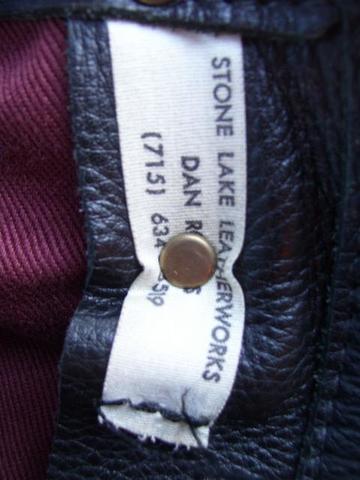 STONE LAKE LEATHERWORKS
DAN
(715) 634